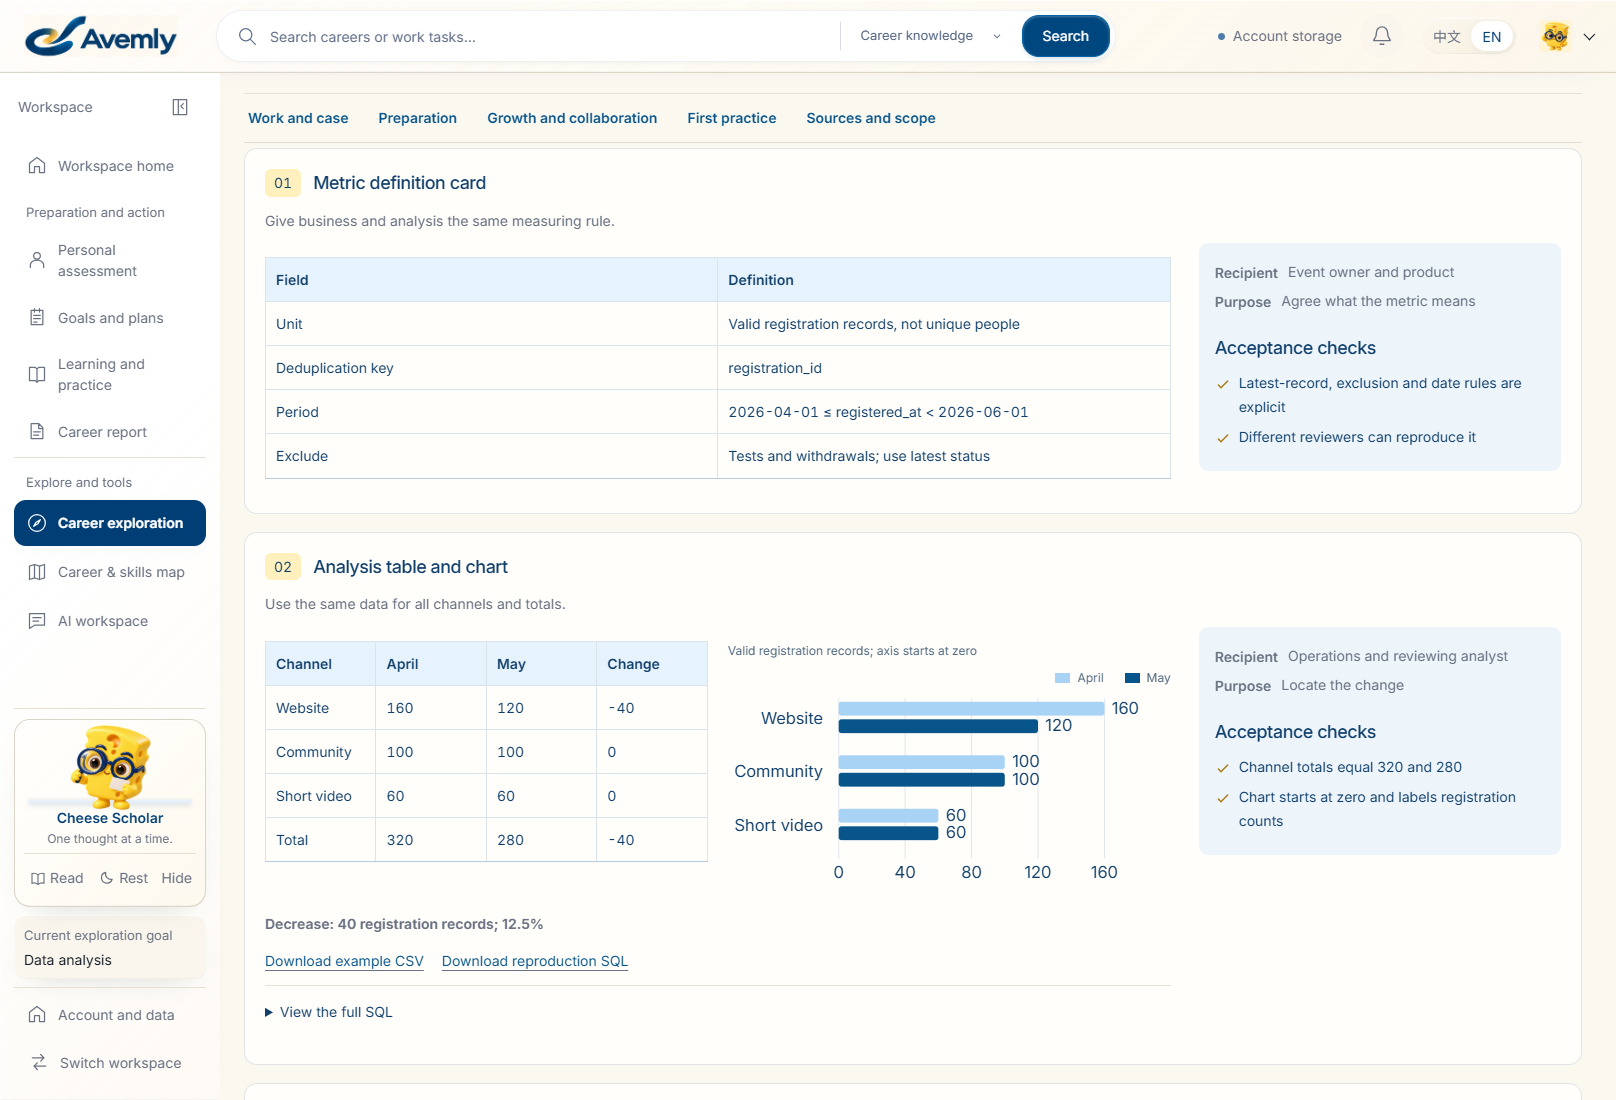 Avemly
Search careers or work tasks...
Career knowledge
Search
Account storage
中文
EN
Workspace
Workspace home
Preparation and action
Personal
assessment
Goals and plans
Learning and
practice
Career report
Explore and tools
Career exploration
Career & skills map
AI workspace
Cheese Scholar
One thought at a time.
Read
Rest
Hide
Current exploration goal
Data analysis
Account and data
Switch workspace
Work and case
Preparation
Growth and collaboration
First practice
Sources and scope
01 Metric definition card
Give business and analysis the same measuring rule.
Field Definition
Unit Valid registration records, not unique people
Deduplication key registration_id
Period 2026-04-01 ≤ registered_at < 2026-06-01
Exclude Tests and withdrawals; use latest status
Recipient Event owner and product
Purpose Agree what the metric means
Acceptance checks
Latest-record, exclusion and date rules are
explicit
Different reviewers can reproduce it
02 Analysis table and chart
Use the same data for all channels and totals.
Channel April May Change
Website 160 120 -40
Community 100 100 0
Short video 60 60 0
Total 320 280 -40
Valid registration records; axis starts at zero
April May
Website 160
120
Community 100
100
Short video 60
60
0 40 80 120 160
Decrease: 40 registration records; 12.5%
Download example CSV Download reproduction SQL
View the full SQL
Recipient Operations and reviewing analyst
Purpose Locate the change
Acceptance checks
Channel totals equal 320 and 280
Chart starts at zero and labels registration
counts